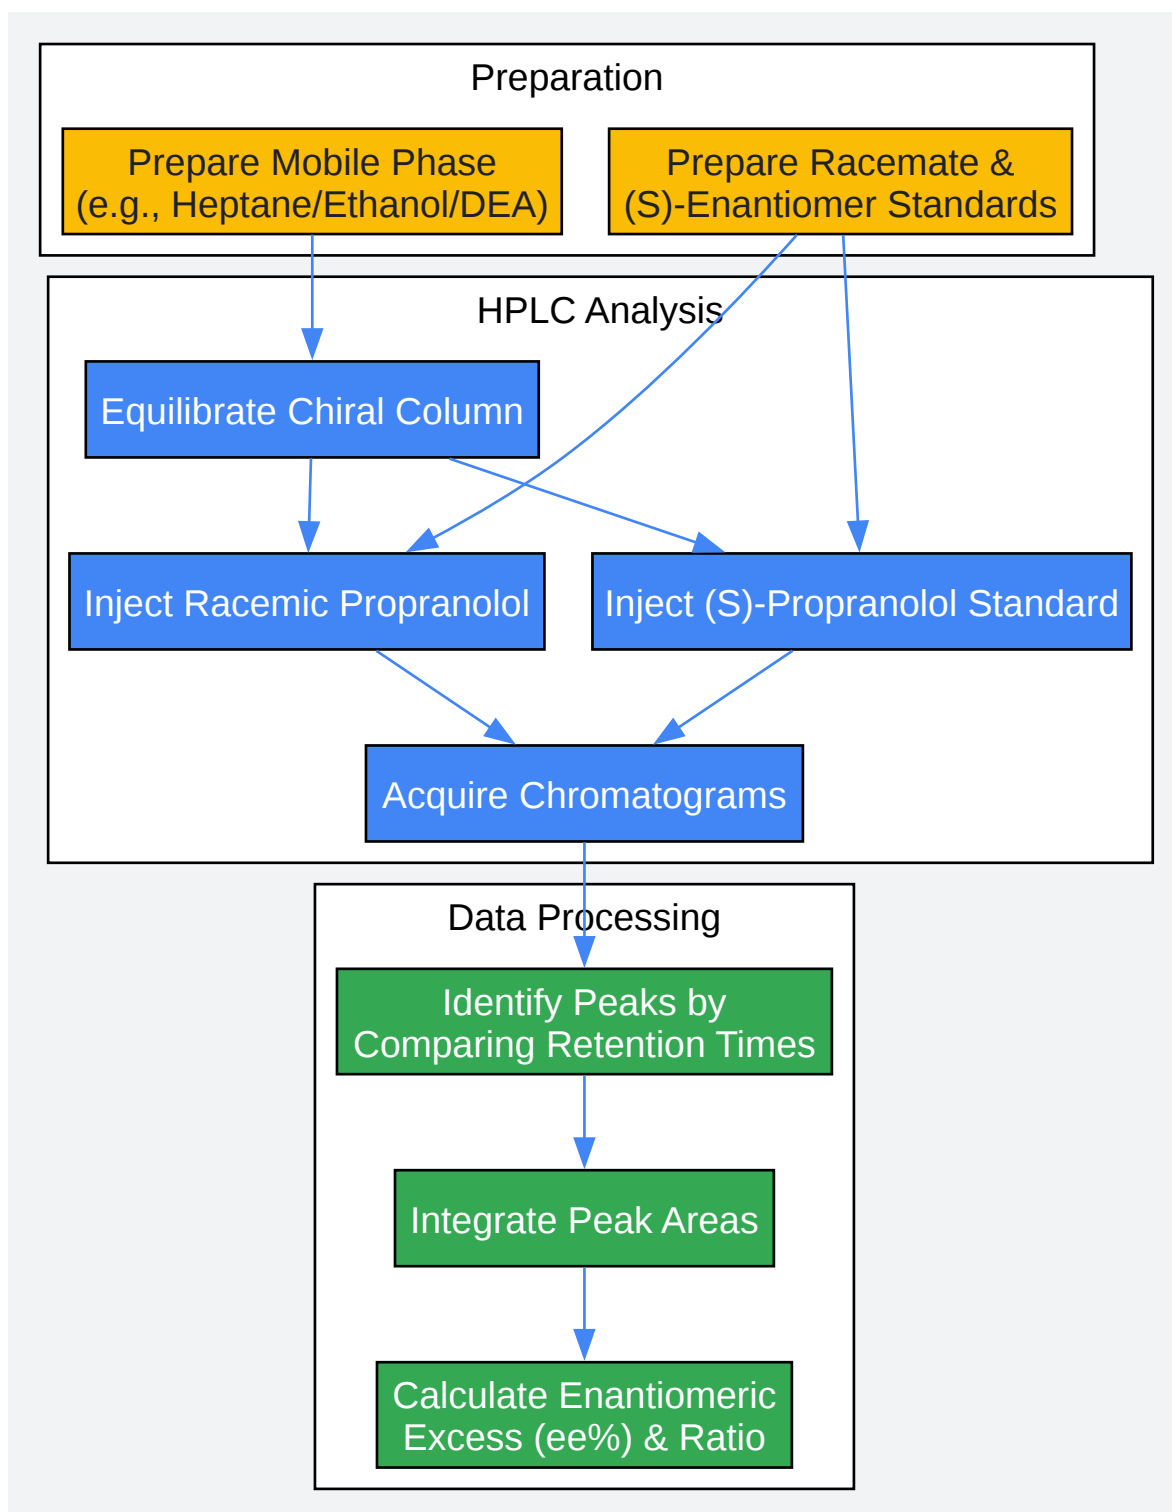 Preparation
Prepare Mobile Phase
(e.g., Heptane/Ethanol/DEA)
Prepare Racemate &
(S)-Enantiomer Standards
HPLC Analysis
Equilibrate Chiral Column
Inject Racemic Propranolol
Inject (S)-Propranolol Standard
Acquire Chromatograms
Data Processing
Identify Peaks by
Comparing Retention Times
Integrate Peak Areas
Calculate Enantiomeric
Excess (ee%) & Ratio